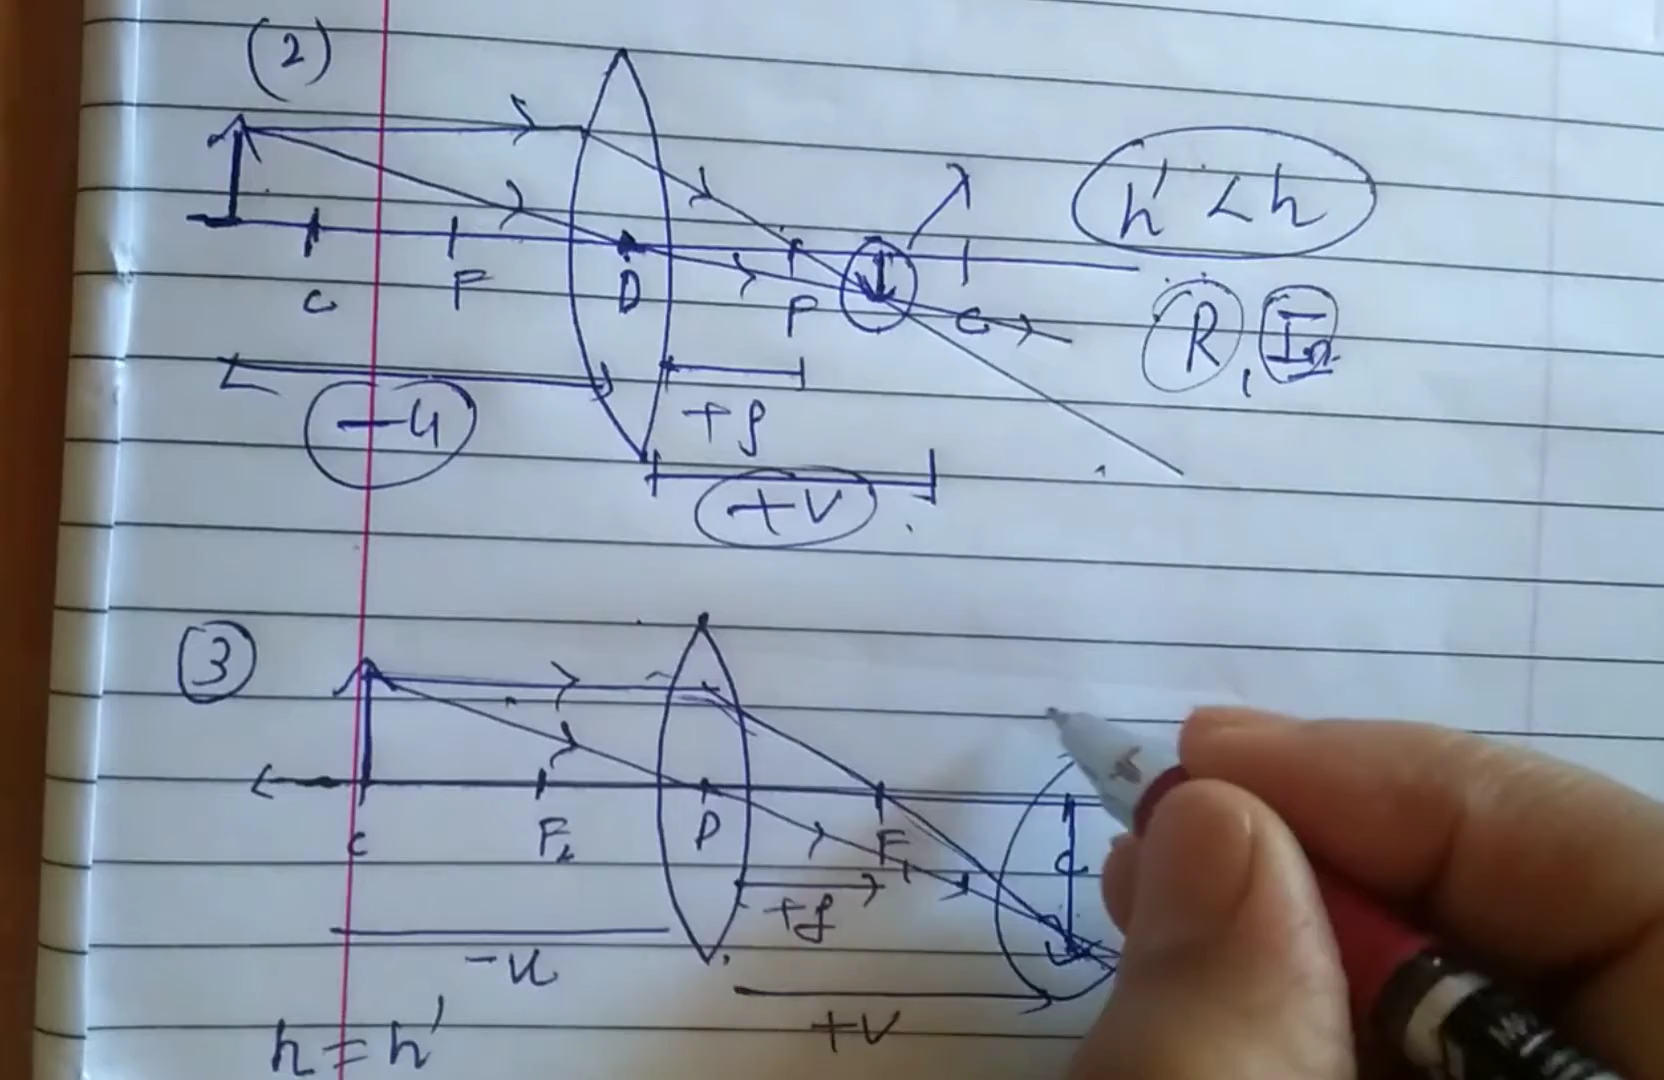 (2)
h' < h
C F D F C
R, In
-u
+f
+v
(3)
C F₂ P F₁ C
+f
-u
+v
h = h'